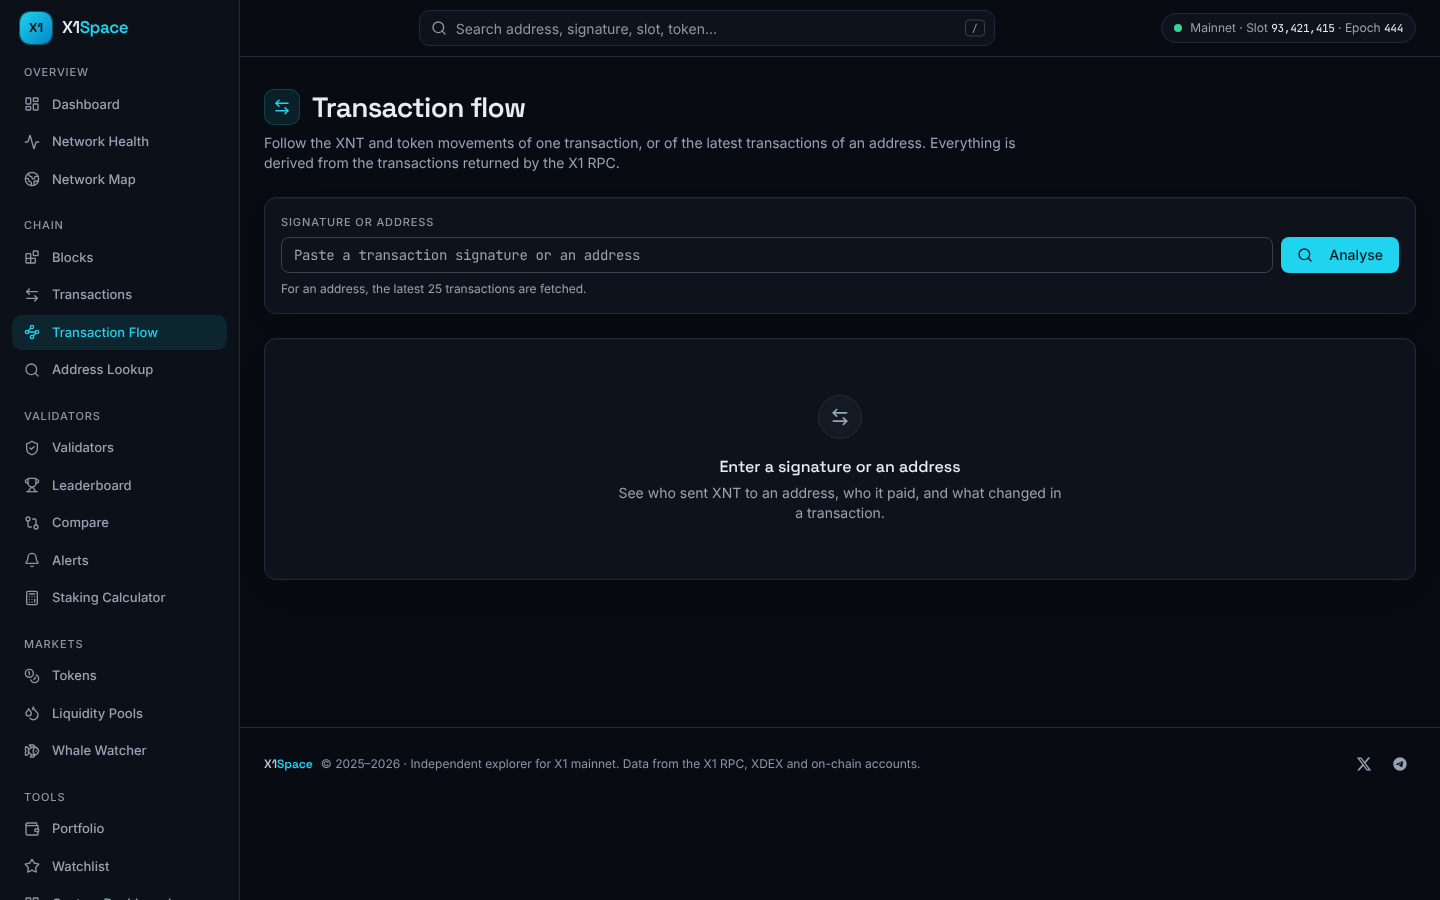 X1
X1Space
Search address, signature, slot, token...
/
Mainnet · Slot 93,421,415 · Epoch 444
OVERVIEW
Dashboard
Network Health
Network Map
CHAIN
Blocks
Transactions
Transaction Flow
Address Lookup
VALIDATORS
Validators
Leaderboard
Compare
Alerts
Staking Calculator
MARKETS
Tokens
Liquidity Pools
Whale Watcher
TOOLS
Portfolio
Watchlist
Transaction flow
Follow the XNT and token movements of one transaction, or of the latest transactions of an address. Everything is
derived from the transactions returned by the X1 RPC.
SIGNATURE OR ADDRESS
Paste a transaction signature or an address
Analyse
For an address, the latest 25 transactions are fetched.
Enter a signature or an address
See who sent XNT to an address, who it paid, and what changed in
a transaction.
X1Space © 2025–2026 · Independent explorer for X1 mainnet. Data from the X1 RPC, XDEX and on-chain accounts.